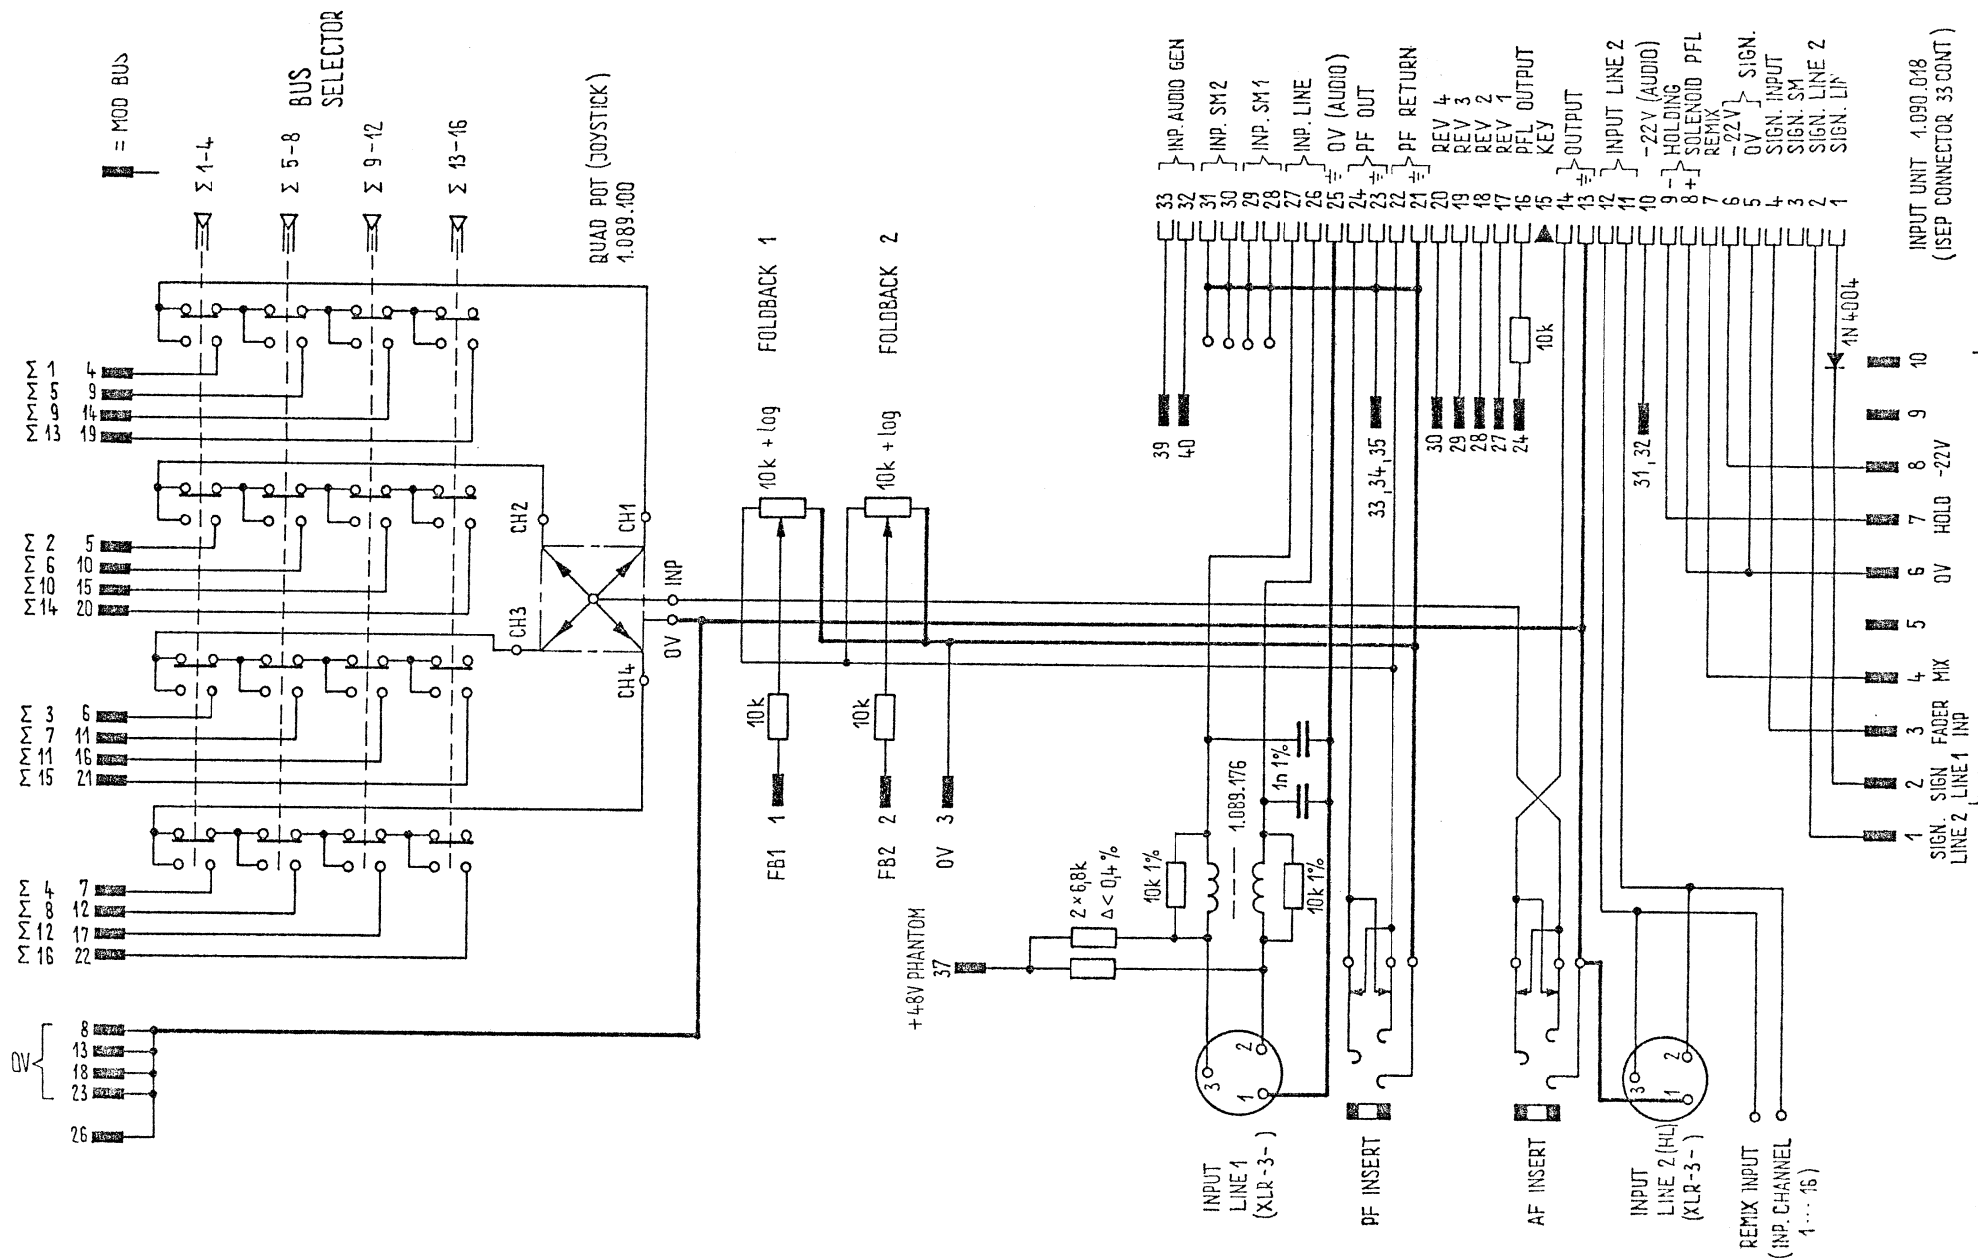 = MOD BUS
BUS
SELECTOR
Σ 1-4
Σ 5-8
Σ 9-12
Σ 13-16
QUAD POT (JOYSTICK)
1.089.100
Σ 1 4
Σ 5 9
Σ 9 14
Σ 13 19
Σ 2 5
Σ 6 10
Σ 10 15
Σ 14 20
Σ 3 6
Σ 7 11
Σ 11 16
Σ 15 21
Σ 4 7
Σ 8 12
Σ 12 17
Σ 16 22
0V
8
13
18
23
26
CH2
CH1
CH3
CH4
INP
0V
FOLDBACK 1
10k + log
10k
FB1 1
FOLDBACK 2
10k + log
10k
FB2 2
0V 3
+48V PHANTOM
37
2 x 6,8k
Δ < 0,4 %
10k 1%
1.089.176
10k 1%
1n 1%
INPUT
LINE 1
(XLR-3-)
3
2
1
PF INSERT
AF INSERT
INPUT
LINE 2 (HL)
(XLR-3-)
3
2
1
REMIX INPUT
(INP. CHANNEL
1 ···· 16)
39
40
33, 34, 35
30
29
28
27
24
10k
31, 32
1N 4004
33
32
INP. AUDIO GEN
31
30
INP. SM2
29
28
INP. SM1
27
26
INP. LINE
25 0V (AUDIO)
24
23
PF OUT
22
21
PF RETURN
20 REV 4
19 REV 3
18 REV 2
17 REV 1
16 PFL OUTPUT
15 KEY
14
13
OUTPUT
12
11
INPUT LINE 2
10 -22V (AUDIO)
9 - HOLDING
8 + SOLENOID PFL
7 REMIX
6 -22V
5 0V
SIGN.
4 SIGN. INPUT
3 SIGN. SM
2 SIGN. LINE 2
1 SIGN.
INPUT UNIT 1.090.018
(ISEP CONNECTOR 33 CONT)
10
9
8 -22V
7 HOLD
6 0V
5
4 MIX
3 FADER INP
2 SIGN LINE 1
1 SIGN. LINE 2